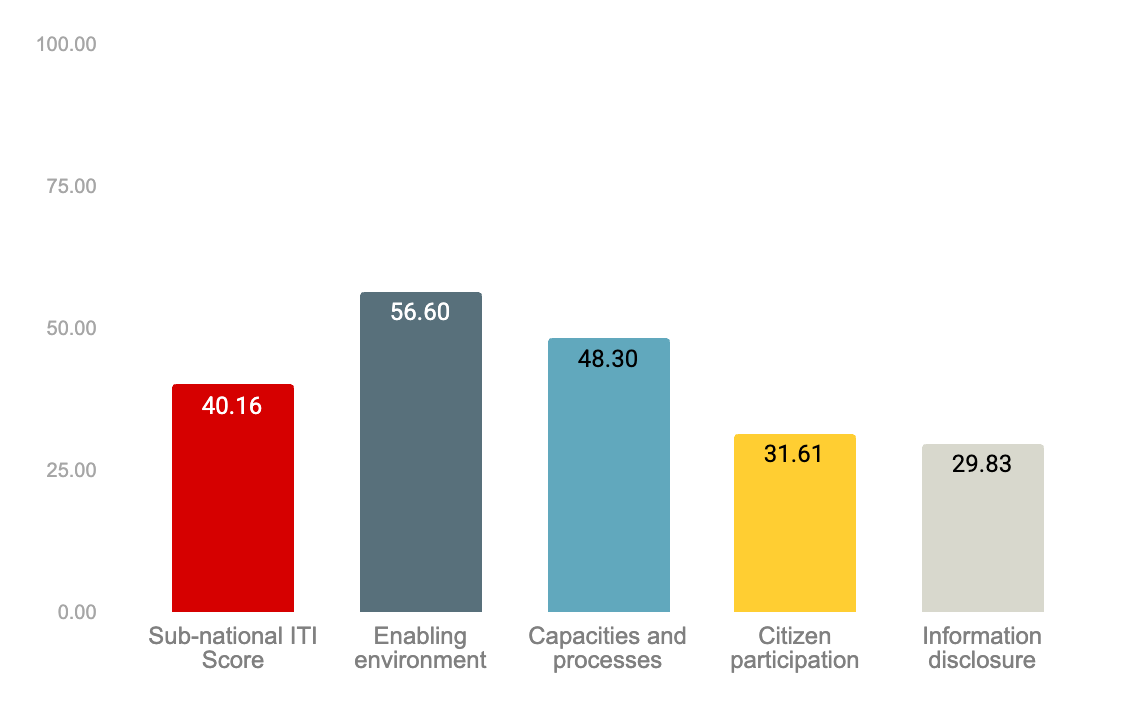 100.00
75.00
50.00
25.00
0.00
40.16
56.60
48.30
31.61
29.83
Sub-national ITI
Score
Enabling
environment
Capacities and
processes
Citizen
participation
Information
disclosure